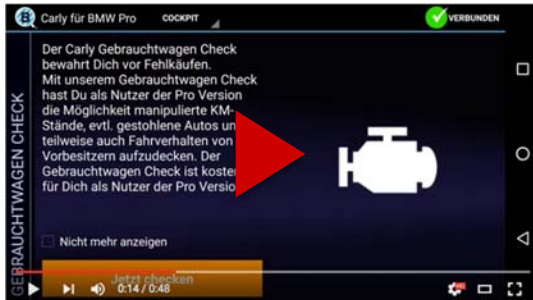 Carly für BMW Pro COCKPIT VERBUNDEN
GEBRAUCHTWAGEN CHECK
Der Carly Gebrauchtwagen Check
bewahrt Dich vor Fehlkäufen.
Mit unserem Gebrauchtwagen Check
hast Du als Nutzer der Pro Version
die Möglichkeit manipulierte KM-
Stände, evtl. gestohlene Autos un
teilweise auch Fahrverhalten von
Vorbesitzern aufzudecken. Der
Gebrauchtwagen Check ist koste
für Dich als Nutzer der Pro Versio
Nicht mehr anzeigen
Jetzt checken
0:14 / 0:48